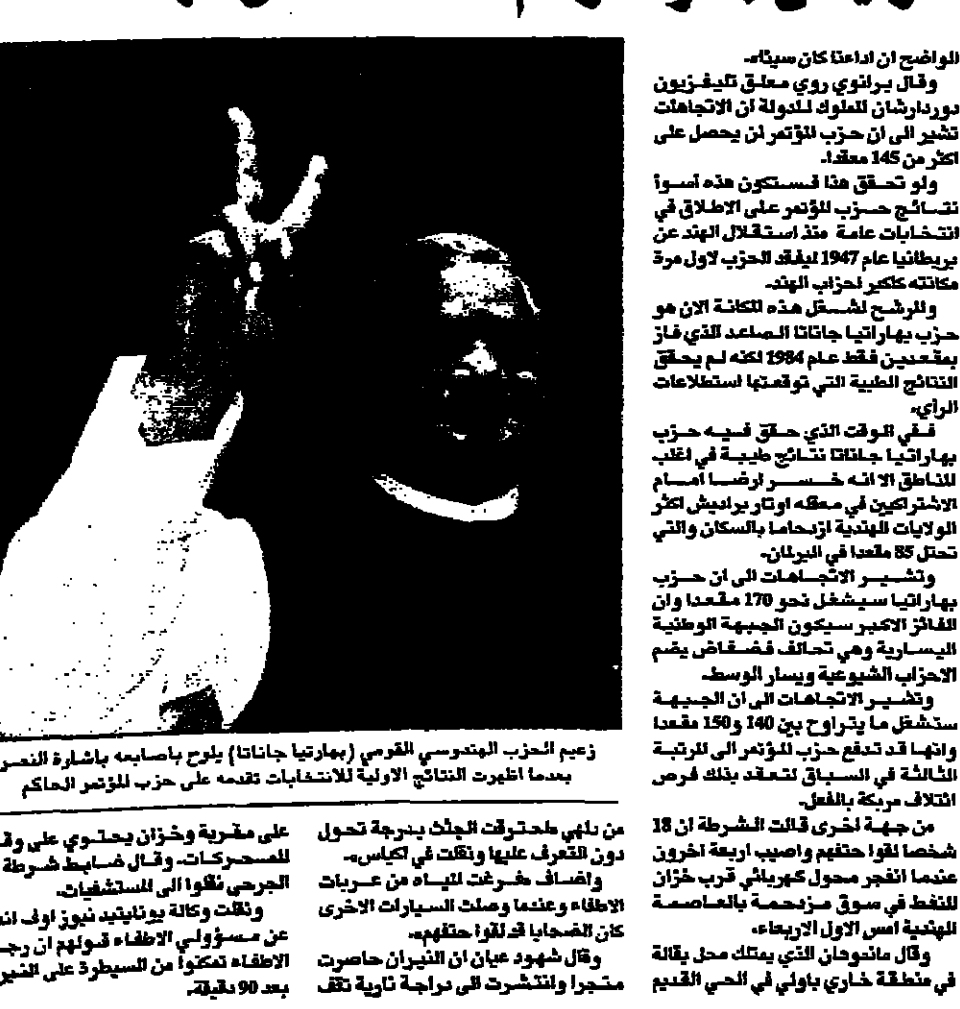 الواضح ان اداءنا كان سيئا».
وقال برانوي روي معلق تليفزيون
دوردارشان المملوك للدولة ان الاتجاهات
تشير الى ان حزب المؤتمر لن يحصل على
اكثر من 145 مقعدا.
ولو تحقق هذا فستكون هذه أسوأ
نتائج حزب المؤتمر على الاطلاق في
انتخابات عامة منذ استقلال الهند عن
بريطانيا عام 1947 ليفقد الحزب لاول مرة
مكانته كاكبر احزاب الهند.
والمرشح لشغل هذه المكانة الان هو
حزب بهاراتيا جاناتا الصاعد الذي فاز
بمقعدين فقط عام 1984 لكنه لم يحقق
النتائج الطيبة التي توقعتها استطلاعات
الراي.
ففي الوقت الذي حقق فيه حزب
بهاراتيا جاناتا نتائج طيبة في اغلب
المناطق الا انه خسر ارضا امام
الاشتراكيين في معقله اوتار براديش اكثر
الولايات الهندية ازدحاما بالسكان والتي
تحتل 85 مقعدا في البرلمان.
وتشير الاتجاهات الى ان حزب
بهاراتيا سيشغل نحو 170 مقعدا وان
الفائز الاكبر سيكون الجبهة الوطنية
اليسارية وهي تحالف فضفاض يضم
الاحزاب الشيوعية ويسار الوسط.
وتشير الاتجاهات الى ان الجبهة
ستشغل ما يتراوح بين 140 و150 مقعدا
وانها قد تدفع حزب المؤتمر الى المرتبة
الثالثة في السباق لتعقد بذلك فرص
ائتلاف مربكة بالفعل.
من جهة اخرى قالت الشرطة ان 18
شخصا لقوا حتفهم واصيب اربعة اخرون
عندما انفجر محول كهربائي قرب خزان
للنفط في سوق مزدحمة بالعاصمة
الهندية امس الاول الاربعاء.
وقال ماندوهان الذي يمتلك محل بقالة
في منطقة خاري باولي في الحي القديم
زعيم الحزب الهندوسي القومي (بهارتيا جاناتا) يلوح باصابعه باشارة النصر
بعدما اظهرت النتائج الاولية للانتخابات تقدمه على حزب المؤتمر الحاكم
من دلهي «احترقت الجثث بدرجة تحول
دون التعرف عليها ونقلت في اكياس».
واضاف «فرغت المياه من عربات
الاطفاء وعندما وصلت السيارات الاخرى
كان الضحايا قد لقوا حتفهم».
وقال شهود عيان ان النيران حاصرت
متجرا وانتشرت الى دراجة نارية تقف
على مقربة وخزان يحتوي على وقو
للمحركات. وقال ضابط شرطة
الجرحى نقلوا الى المستشفيات.
ونقلت وكالة يونايتيد نيوز اوف اند
عن مسؤولي الاطفاء قولهم ان رجـ
الاطفاء تمكنوا من السيطرة على النير
بعد 90 دقيقة.